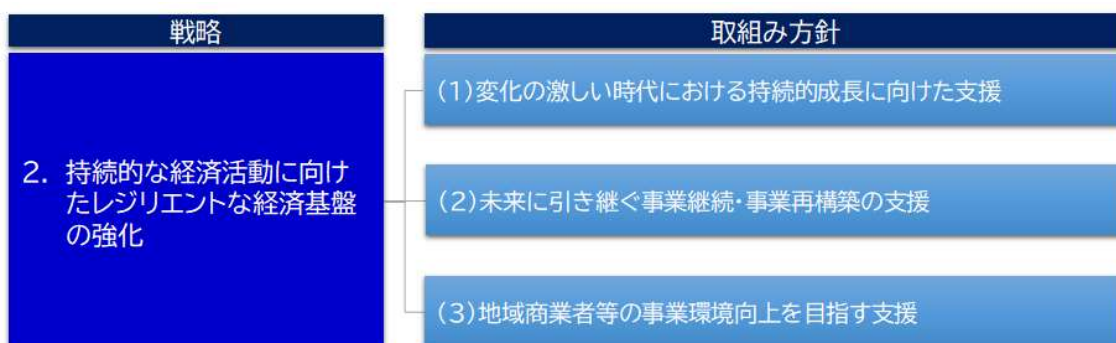 戦略
取組み方針
2. 持続的な経済活動に向け
たレジリエントな経済基盤
の強化
(1)変化の激しい時代における持続的成長に向けた支援
(2)未来に引き継ぐ事業継続・事業再構築の支援
(3)地域商業者等の事業環境向上を目指す支援